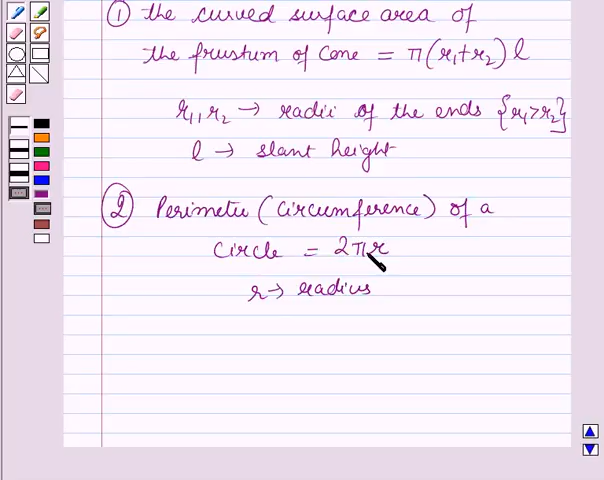 ① the curved surface area of
the frustum of Cone = π(r₁+r₂) l
r₁, r₂ → radii of the ends {r₁>r₂}
l → slant height
② Perimeter (circumference) of a
circle = 2πr
r → radius